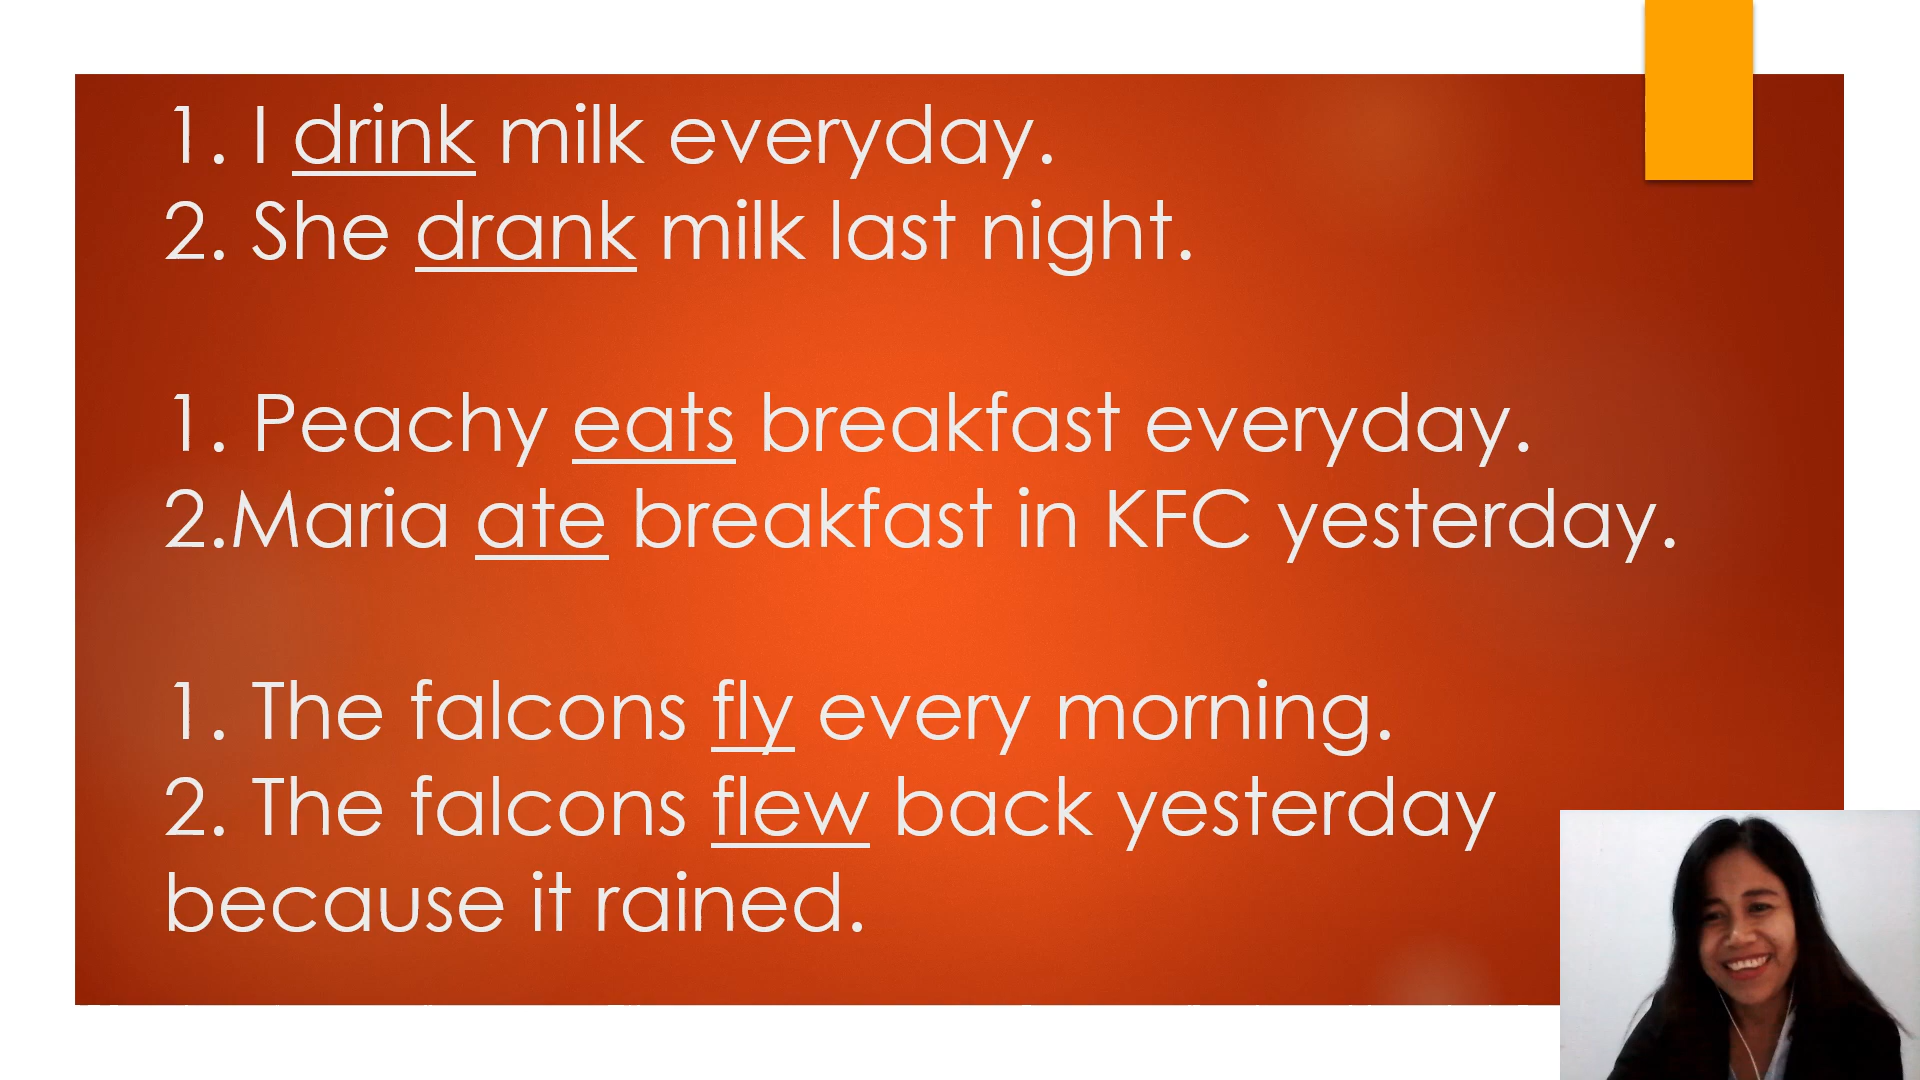 1. I drink milk everyday.
2. She drank milk last night.
1. Peachy eats breakfast everyday.
2.Maria ate breakfast in KFC yesterday.
1. The falcons fly every morning.
2. The falcons flew back yesterday
because it rained.